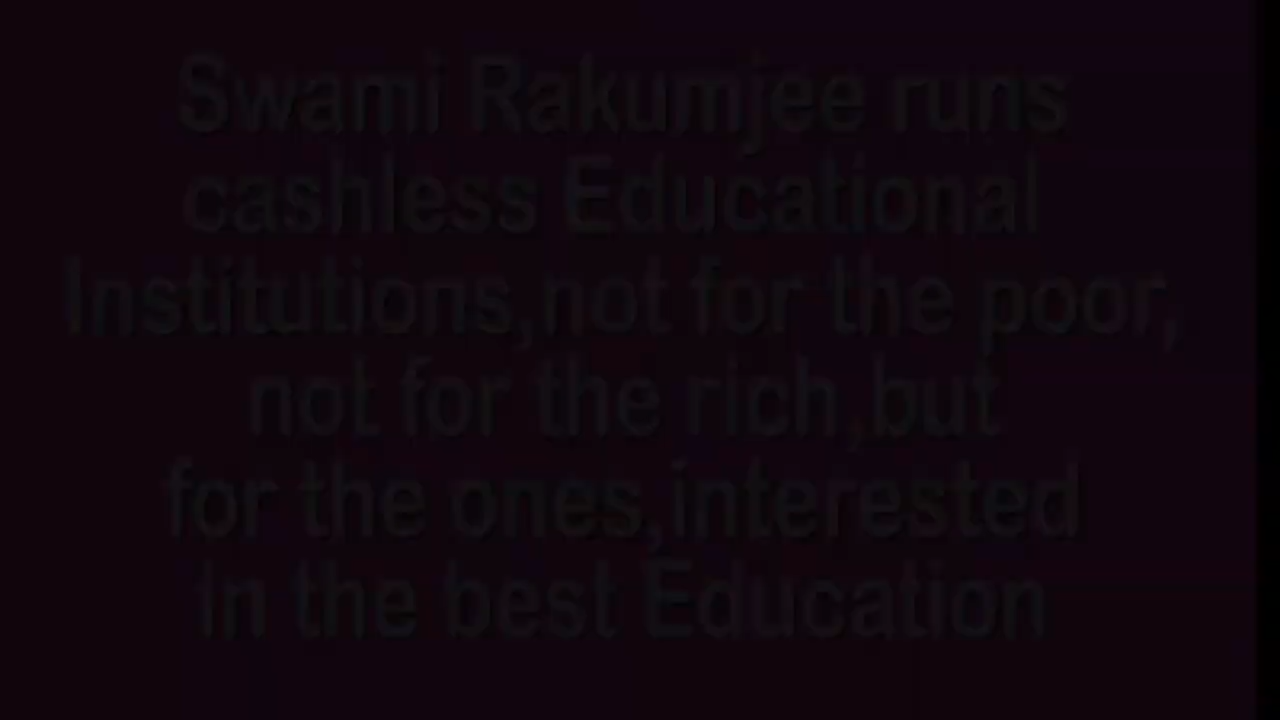 Swami Rakumjee runs
cashless Educational
Institutions,not for the poor,
not for the rich,but
for the ones,interested
in the best Education